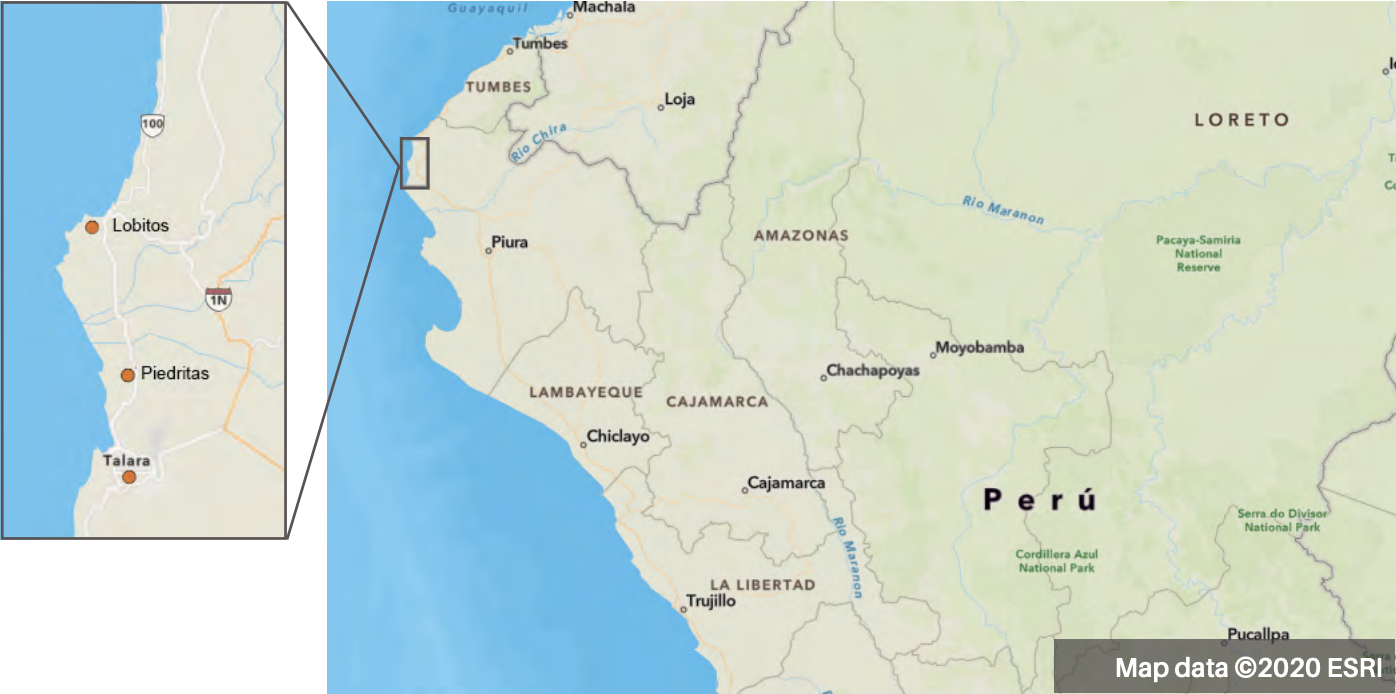 100
Lobitos
1N
Piedritas
Talara
Guayaquil
Machala
Tumbes
TUMBES
Loja
Rio Chira
LORETO
Rio Maranon
Piura
AMAZONAS
Pacaya-Samiria
National
Reserve
Moyobamba
Chachapoyas
LAMBAYEQUE
CAJAMARCA
Chiclayo
Cajamarca
Perú
Serra do Divisor
National Park
Rio Maranon
Cordillera Azul
National Park
LA LIBERTAD
Trujillo
Pucallpa
Map data ©2020 ESRI